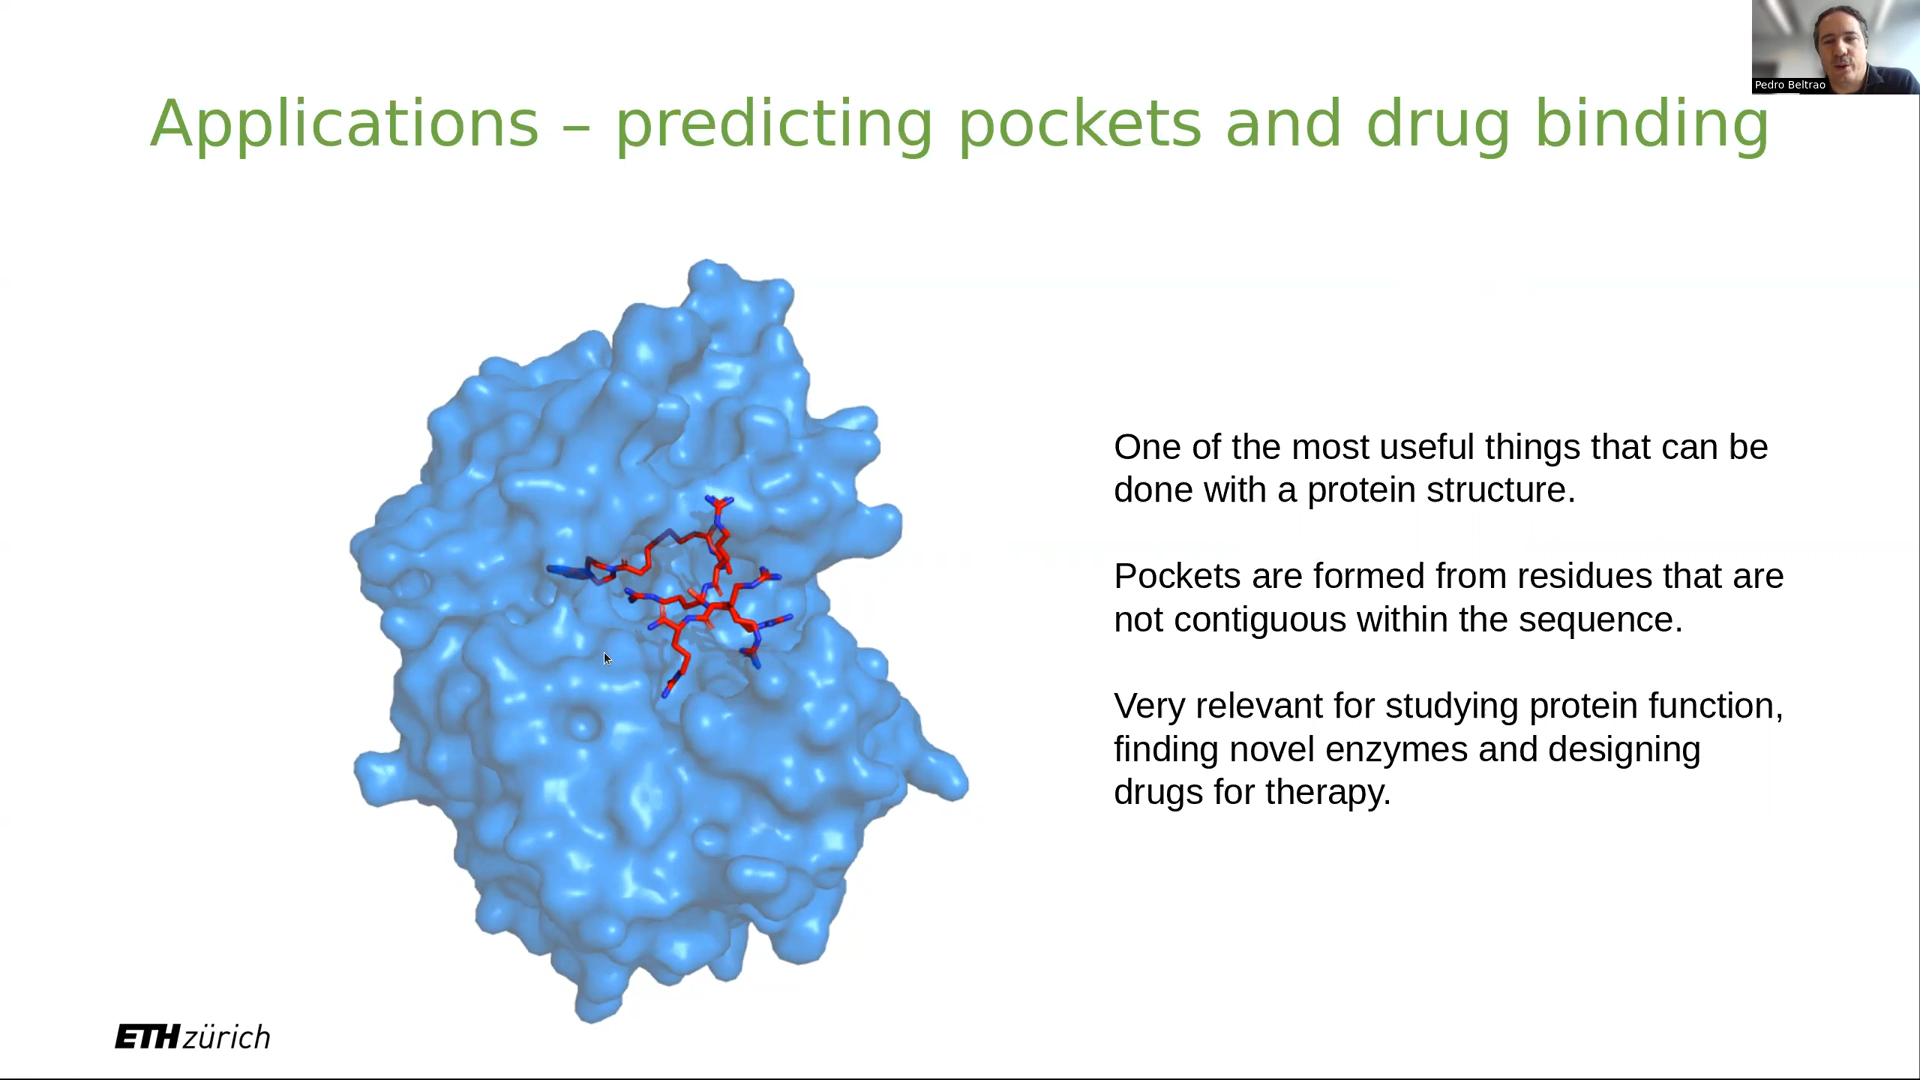 Pedro Beltrao
Applications – predicting pockets and drug binding
One of the most useful things that can be
done with a protein structure.
Pockets are formed from residues that are
not contiguous within the sequence.
Very relevant for studying protein function,
finding novel enzymes and designing
drugs for therapy.
ETH zürich